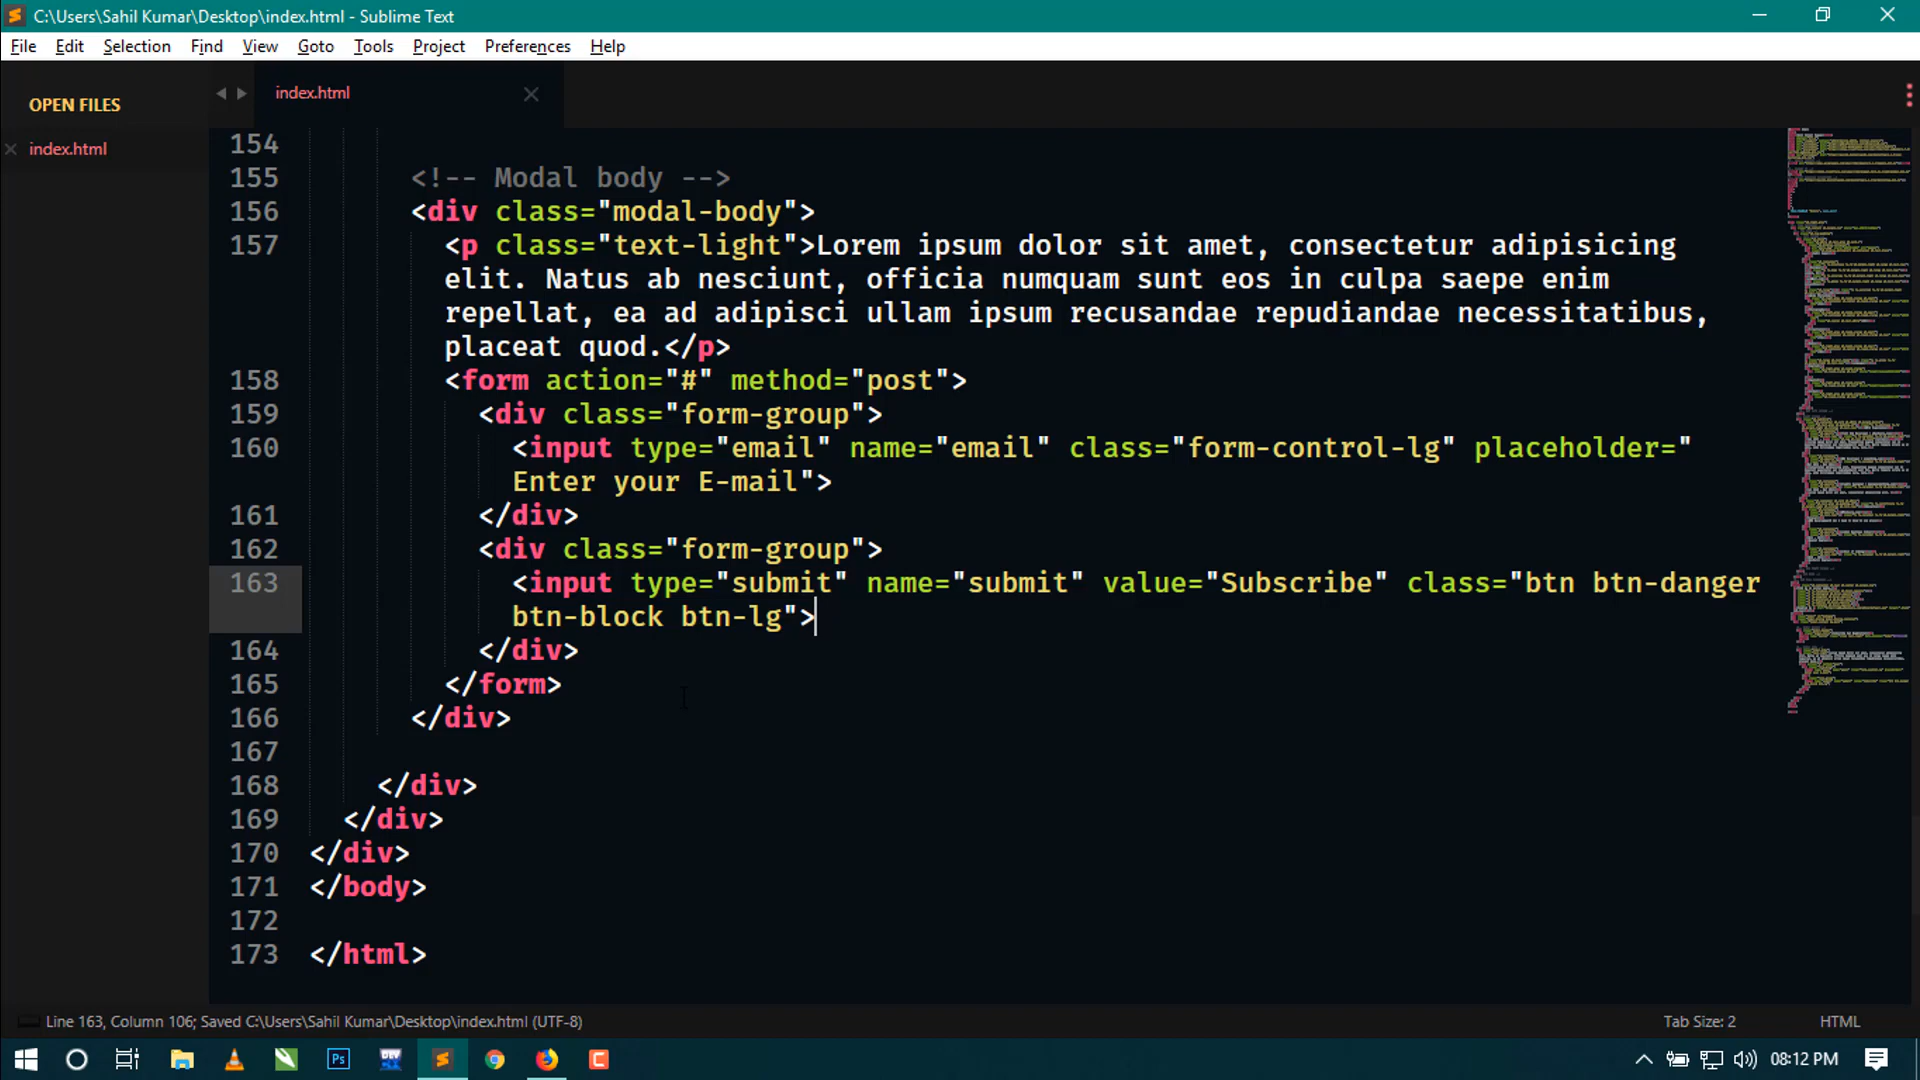 C:\Users\Sahil Kumar\Desktop\index.html - Sublime Text
File Edit Selection Find View Goto Tools Project Preferences Help
OPEN FILES
index.html
index.html
154
155 <!-- Modal body -->
156 <div class="modal-body">
157 <p class="text-light">Lorem ipsum dolor sit amet, consectetur adipisicing
elit. Natus ab nesciunt, officia numquam sunt eos in culpa saepe enim
repellat, ea ad adipisci ullam ipsum recusandae repudiandae necessitatibus,
placeat quod.</p>
158 <form action="#" method="post">
159 <div class="form-group">
160 <input type="email" name="email" class="form-control-lg" placeholder="
Enter your E-mail">
161 </div>
162 <div class="form-group">
163 <input type="submit" name="submit" value="Subscribe" class="btn btn-danger
btn-block btn-lg">
164 </div>
165 </form>
166 </div>
167
168 </div>
169 </div>
170 </div>
171 </body>
172
173 </html>
Line 163, Column 106; Saved C:\Users\Sahil Kumar\Desktop\index.html (UTF-8) Tab Size: 2 HTML
Ps
08:12 PM